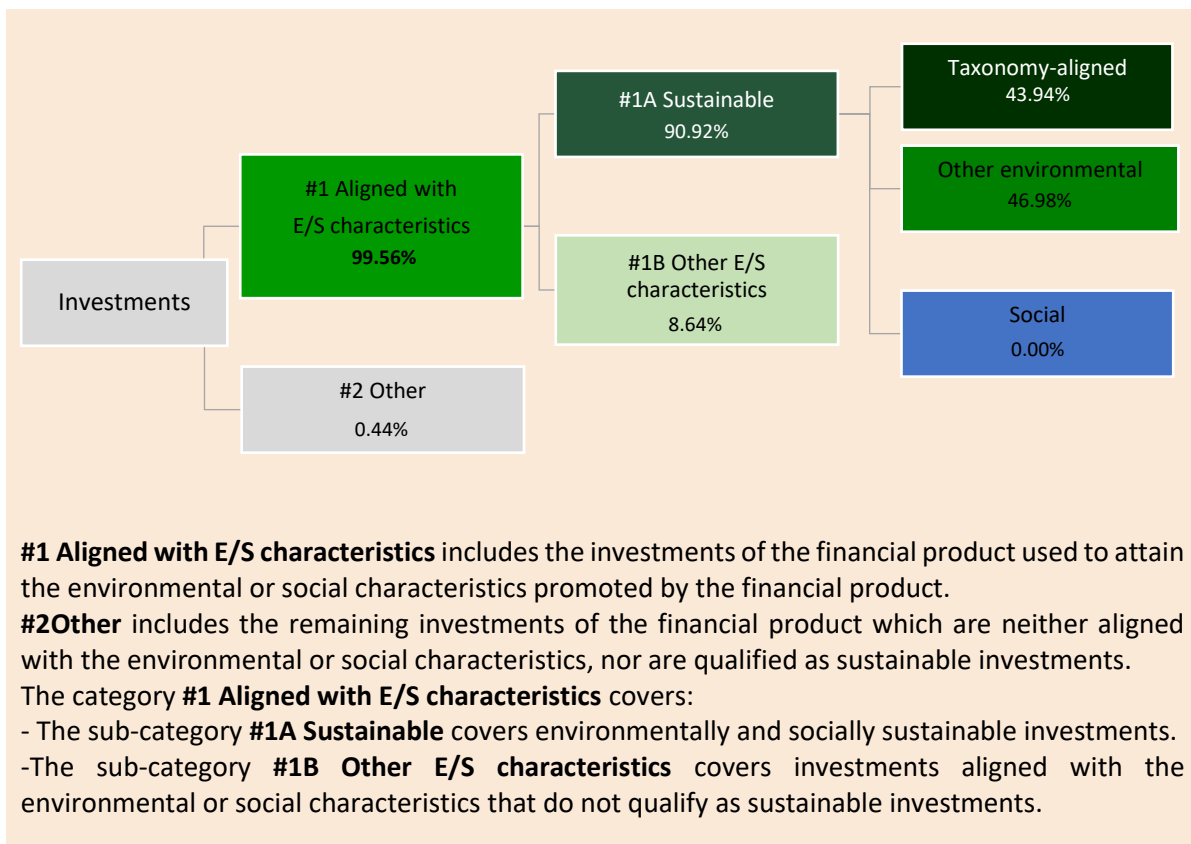 Taxonomy-aligned
43.94%
#1A Sustainable
90.92%
Other environmental
46.98%
#1 Aligned with
E/S characteristics
99.56%
#1B Other E/S
characteristics
8.64%
Investments
Social
0.00%
#2 Other
0.44%
#1 Aligned with E/S characteristics includes the investments of the financial product used to attain
the environmental or social characteristics promoted by the financial product.
#2Other includes the remaining investments of the financial product which are neither aligned
with the environmental or social characteristics, nor are qualified as sustainable investments.
The category #1 Aligned with E/S characteristics covers:
- The sub-category #1A Sustainable covers environmentally and socially sustainable investments.
-The sub-category #1B Other E/S characteristics covers investments aligned with the
environmental or social characteristics that do not qualify as sustainable investments.